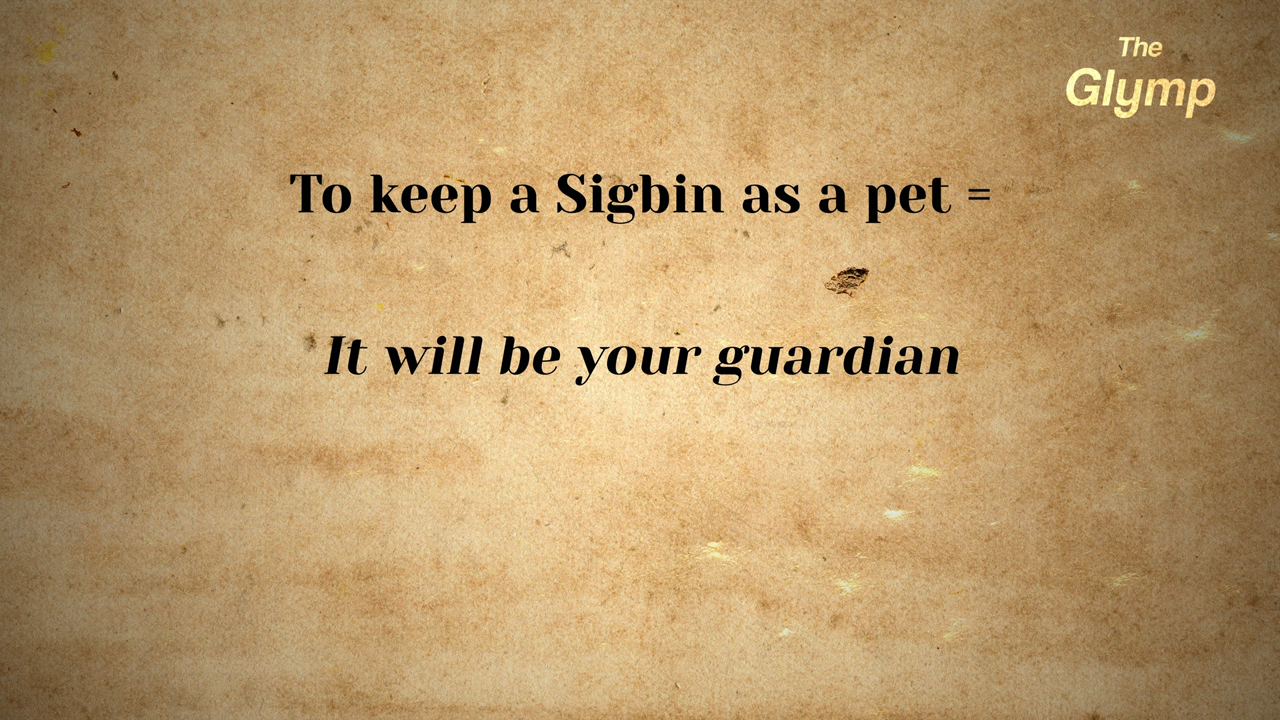 The
Glymp
To keep a Sigbin as a pet =
It will be your guardian